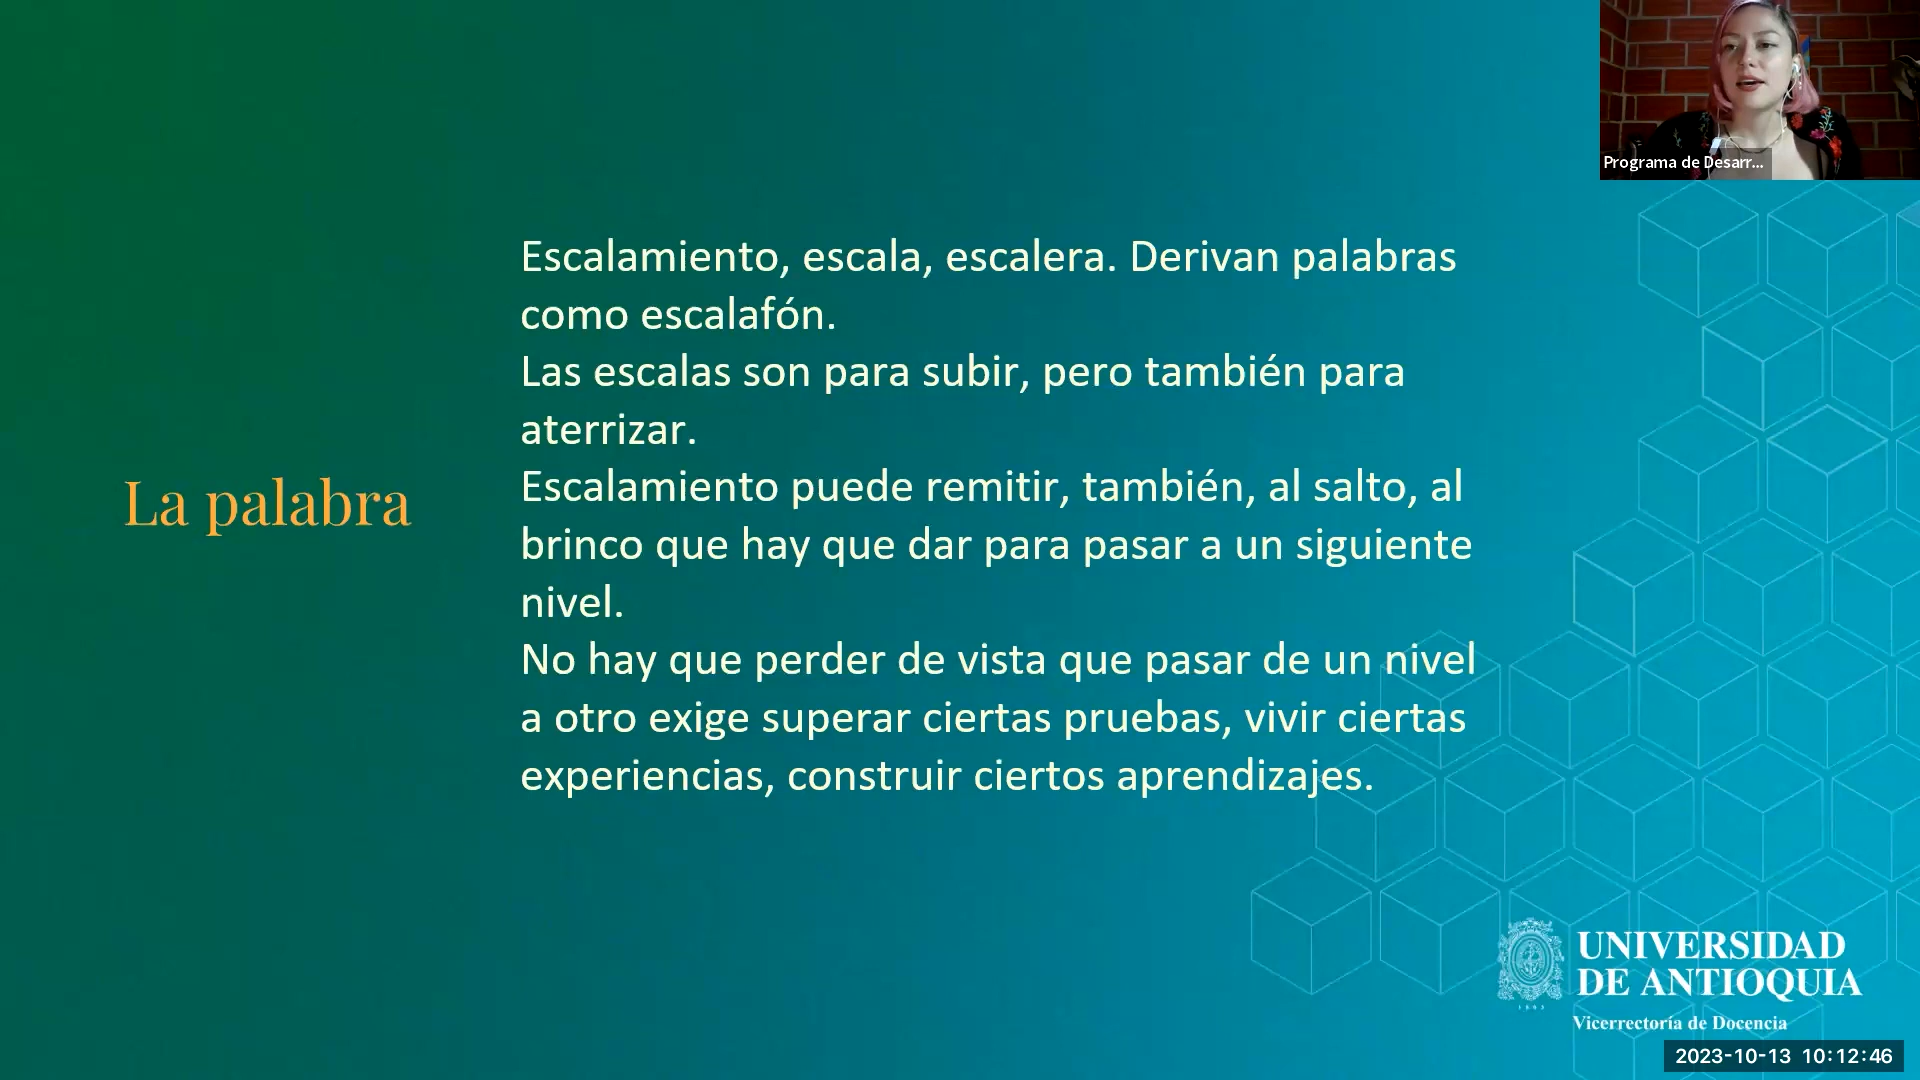 Programa de Desarr...
Escalamiento, escala, escalera. Derivan palabras
como escalafón.
Las escalas son para subir, pero también para
aterrizar.
La palabra
Escalamiento puede remitir, también, al salto, al
brinco que hay que dar para pasar a un siguiente
nivel.
No hay que perder de vista que pasar de un nivel
a otro exige superar ciertas pruebas, vivir ciertas
experiencias, construir ciertos aprendizajes.
UNIVERSIDAD
DE ANTIOQUIA
1803
Vicerrectoría de Docencia
2023-10-13 10:12:46